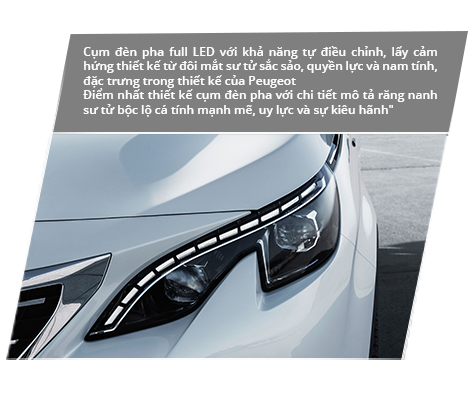 Cụm đèn pha full LED với khả năng tự điều chỉnh, lấy cảm
hứng thiết kế từ đôi mắt sư tử sắc sảo, quyền lực và nam tính,
đặc trưng trong thiết kế của Peugeot
Điểm nhất thiết kế cụm đèn pha với chi tiết mô tả răng nanh
sư tử bộc lộ cá tính mạnh mẽ, uy lực và sự kiêu hãnh"